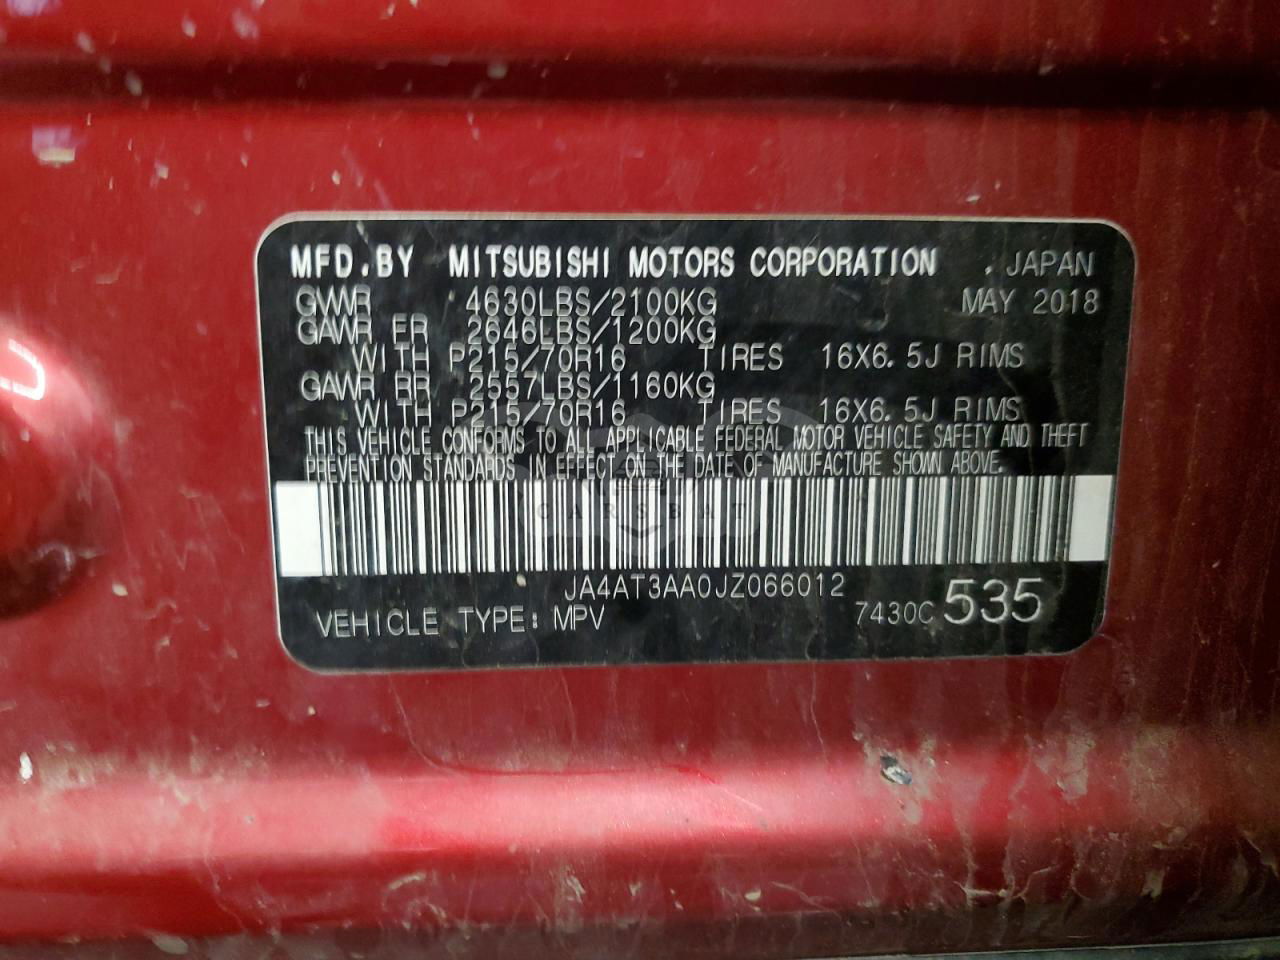 MFD.BY MITSUBISHI MOTORS CORPORATION . JAPAN
GVWR 4630LBS/2100KG MAY 2018
GAWR FR 2646LBS/1200KG
WITH P215/70R16 TIRES 16X6.5J RIMS
GAWR RR 2557LBS/1160KG
WITH P215/70R16 TIRES 16X6.5J RIMS
THIS VEHICLE CONFORMS TO ALL APPLICABLE FEDERAL MOTOR VEHICLE SAFETY AND THEFT
PREVENTION STANDARDS IN EFFECT ON THE DATE OF MANUFACTURE SHOWN ABOVE.
CARSBAT
JA4AT3AA0JZ066012
VEHICLE TYPE: MPV 7430C 535